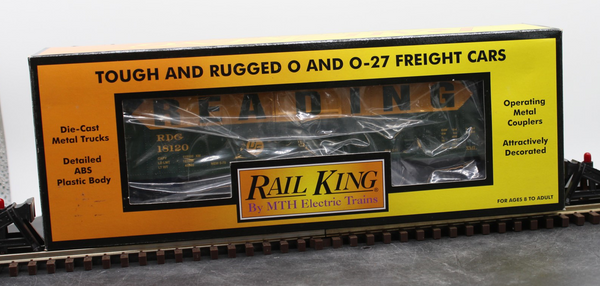 TOUGH AND RUGGED O AND O-27 FREIGHT CARS
Die-Cast
Metal Trucks
Detailed
ABS
Plastic Body
READING
RDG
18120
Operating
Metal
Couplers
Attractively
Decorated
RAIL KING®
By MTH Electric Trains
FOR AGES 8 TO ADULT